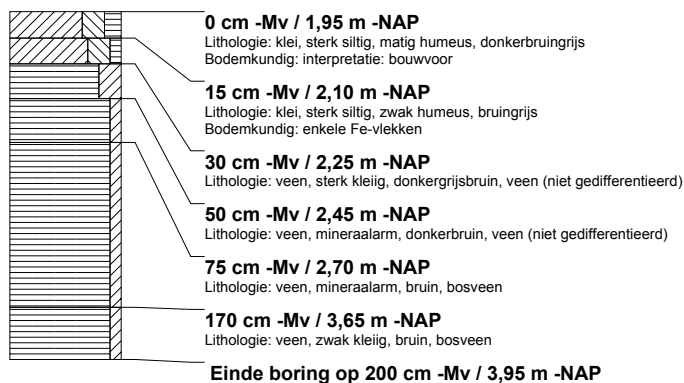 0 cm -Mv / 1,95 m -NAP
Lithologie: klei, sterk siltig, matig humeus, donkerbruingrijs
Bodemkundig: interpretatie: bouwvoor
15 cm -Mv / 2,10 m -NAP
Lithologie: klei, sterk siltig, zwak humeus, bruingrijs
Bodemkundig: enkele Fe-vlekken
30 cm -Mv / 2,25 m -NAP
Lithologie: veen, sterk kleiig, donkergrijsbruin, veen (niet gedifferentieerd)
50 cm -Mv / 2,45 m -NAP
Lithologie: veen, mineraalarm, donkerbruin, veen (niet gedifferentieerd)
75 cm -Mv / 2,70 m -NAP
Lithologie: veen, mineraalarm, bruin, bosveen
170 cm -Mv / 3,65 m -NAP
Lithologie: veen, zwak kleiig, bruin, bosveen
Einde boring op 200 cm -Mv / 3,95 m -NAP